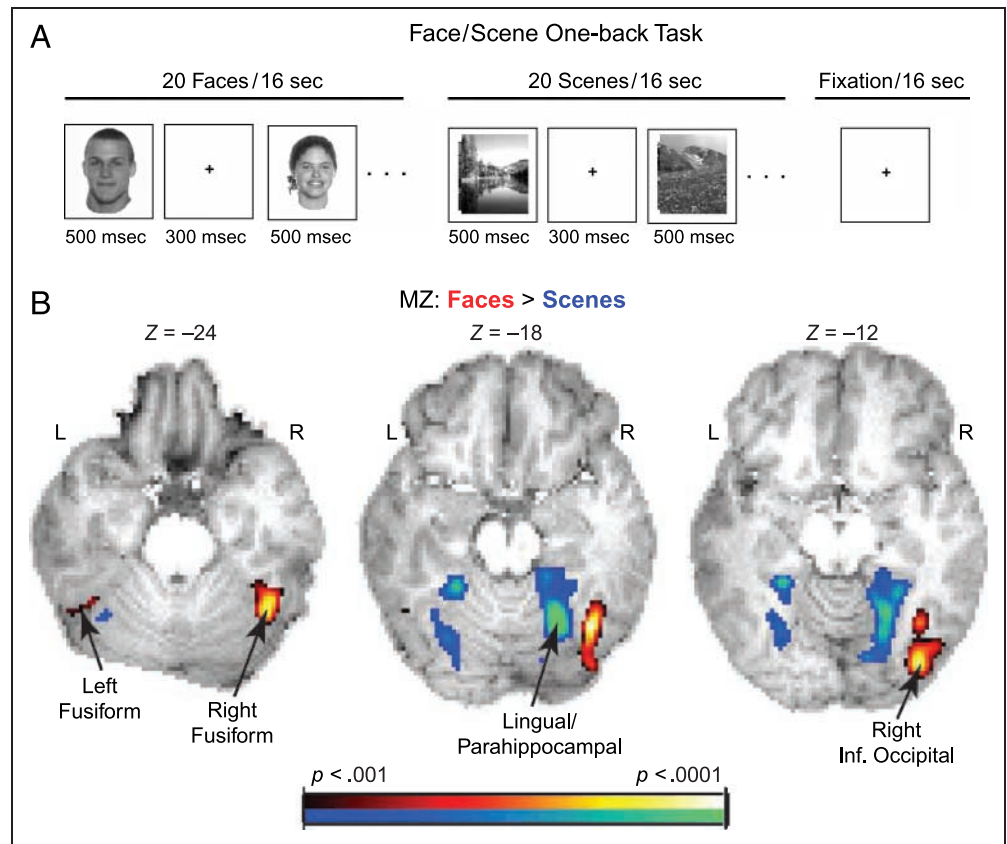 A
Face/Scene One-back Task
20 Faces/16 sec
20 Scenes/16 sec
Fixation/16 sec
+
. . .
+
. . .
+
500 msec
300 msec
500 msec
500 msec
300 msec
500 msec
B
MZ: Faces > Scenes
Z = –24
Z = –18
Z = –12
L
R
L
R
L
R
Left
Fusiform
Right
Fusiform
Lingual/
Parahippocampal
Right
Inf. Occipital
p < .001
p < .0001